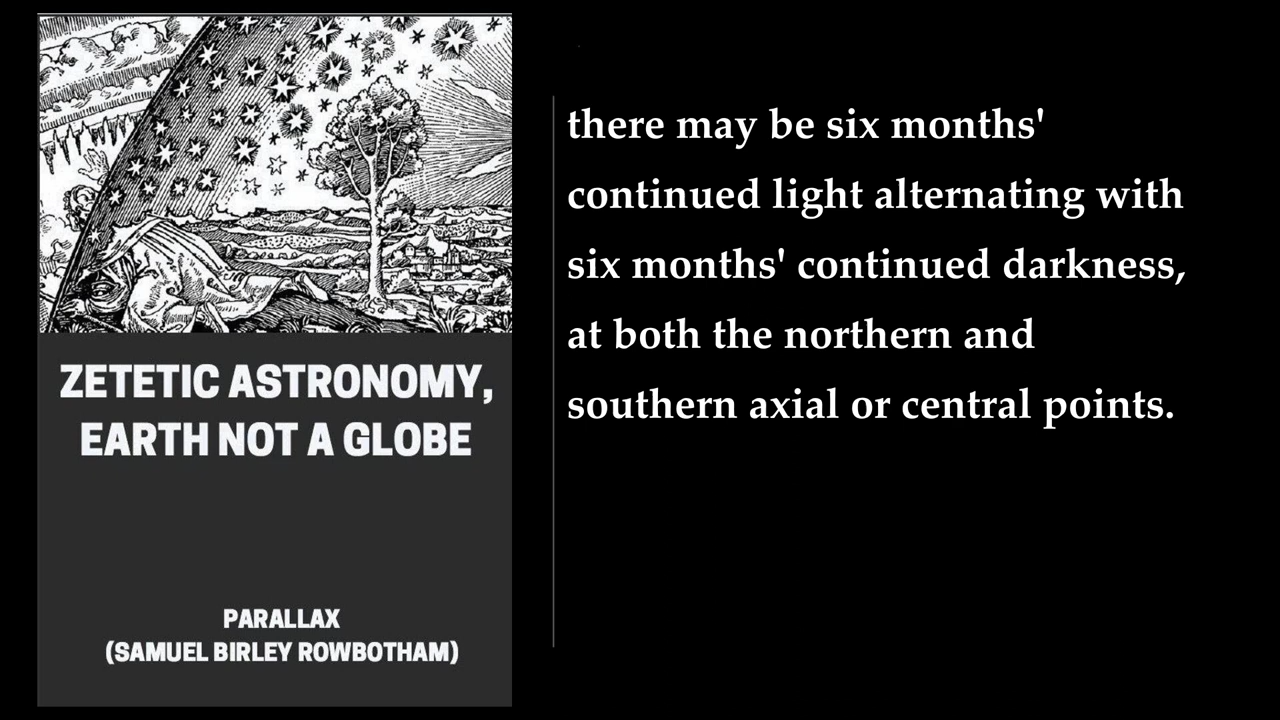 ZETETIC ASTRONOMY,
EARTH NOT A GLOBE
PARALLAX
(SAMUEL BIRLEY ROWBOTHAM)
there may be six months'
continued light alternating with
six months' continued darkness,
at both the northern and
southern axial or central points.